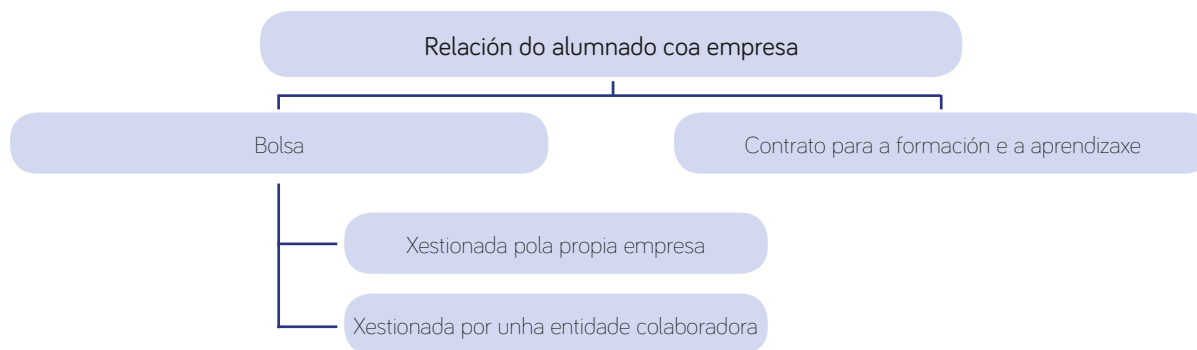 Relación do alumnado coa empresa
Bolsa
Contrato para a formación e a aprendizaxe
Xestionada pola propia empresa
Xestionada por unha entidade colaboradora